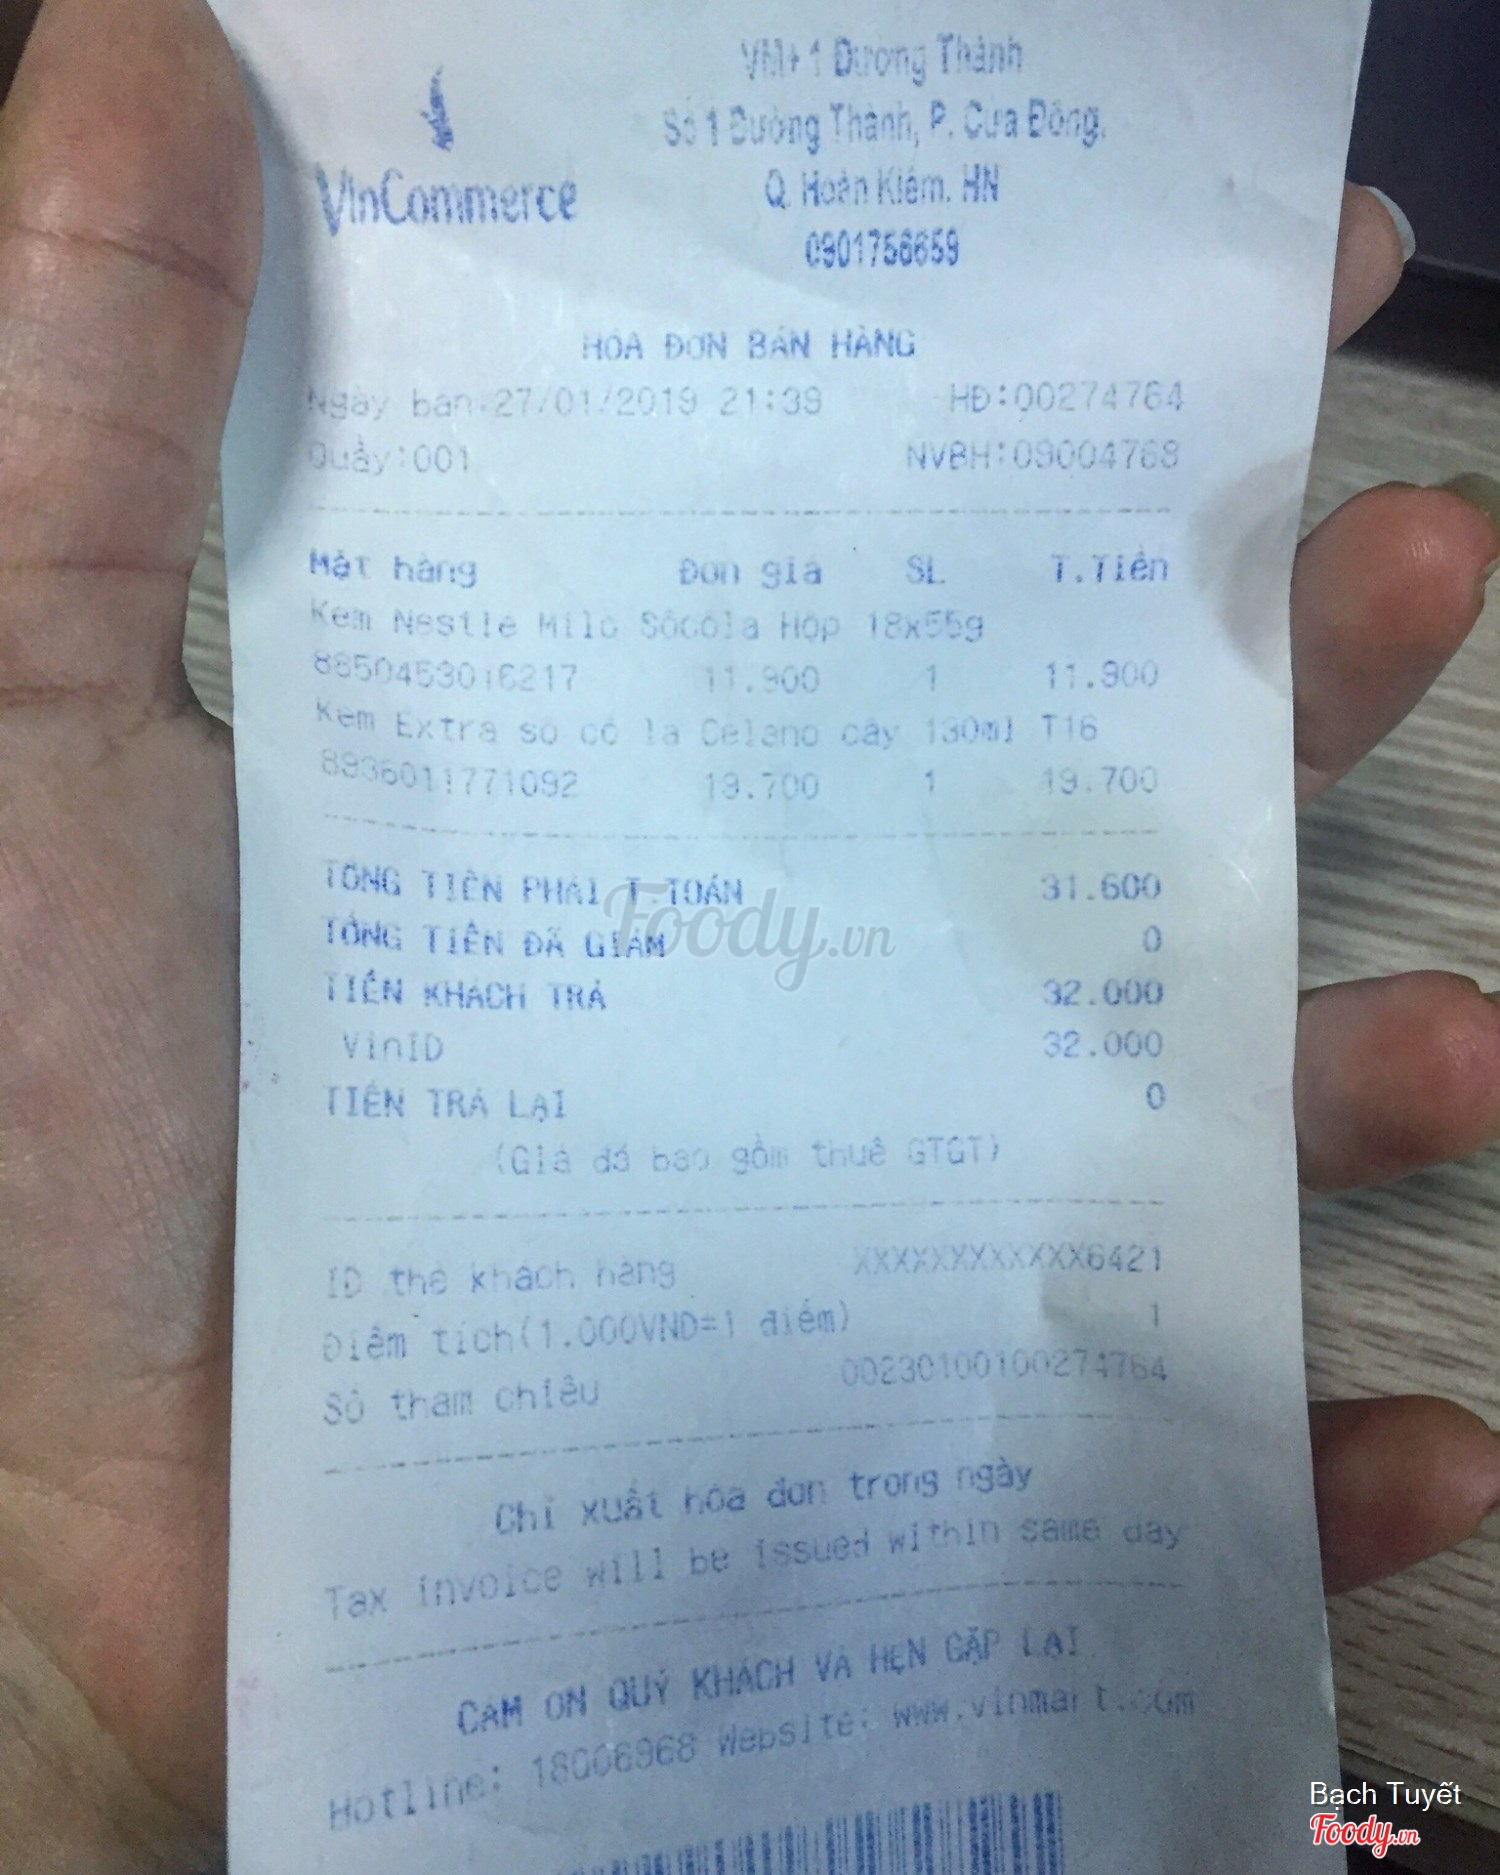 VinCommerce
VM+ 1 Đường Thành
Số 1 Đường Thành, P. Cửa Đông,
Q. Hoàn Kiếm, HN
0901756659
HÓA ĐƠN BÁN HÀNG
Ngày bán:27/01/2019 21:39 HĐ:00274764
Quầy:001 NVBH:09004768
Mặt hàng Đơn giá SL T.Tiền
Kem Nestle Milo Sôcôla Hộp 18x55g
8850453016217 11.900 1 11.900
Kem Extra sô cô la Celano cây 130ml T16
8936011771092 19.700 1 19.700
TỔNG TIỀN PHẢI T.TOÁN 31.600
TỔNG TIỀN ĐÃ GIẢM 0
TIỀN KHÁCH TRẢ 32.000
VinID 32.000
TIỀN TRẢ LẠI 0
(Giá đã bao gồm thuế GTGT)
ID thẻ khách hàng XXXXXXXXXXXX6421
Điểm tích(1.000VND=1 điểm) 1
Số tham chiếu 00230100100274764
Chỉ xuất hóa đơn trong ngày
Tax invoice will be issued within same day
CẢM ƠN QUÝ KHÁCH VÀ HẸN GẶP LẠI
Hotline: 18006968 Website: www.vinmart.com
Foody.vn
Bạch Tuyết
Foody.vn